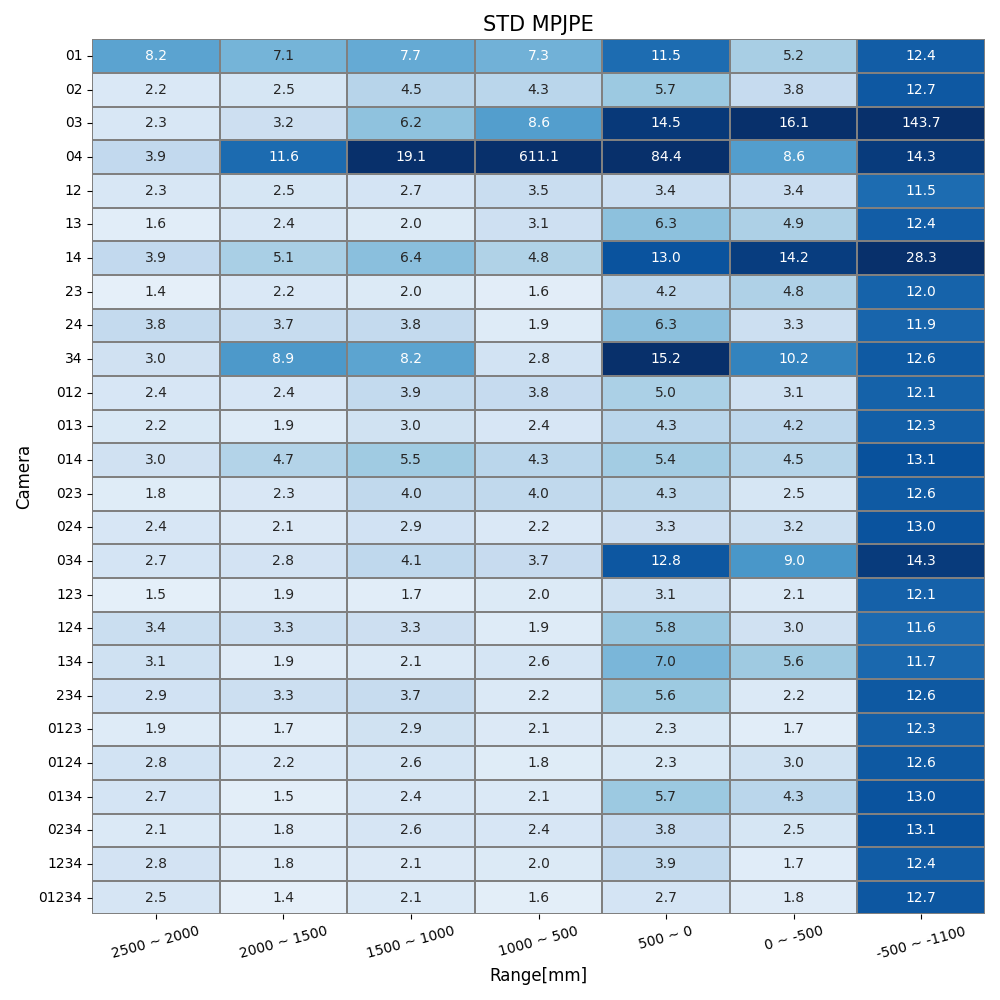 STD MPJPE
01 8.2 7.1 7.7 7.3 11.5 5.2 12.4
02 2.2 2.5 4.5 4.3 5.7 3.8 12.7
03 2.3 3.2 6.2 8.6 14.5 16.1 143.7
04 3.9 11.6 19.1 611.1 84.4 8.6 14.3
12 2.3 2.5 2.7 3.5 3.4 3.4 11.5
13 1.6 2.4 2.0 3.1 6.3 4.9 12.4
14 3.9 5.1 6.4 4.8 13.0 14.2 28.3
23 1.4 2.2 2.0 1.6 4.2 4.8 12.0
24 3.8 3.7 3.8 1.9 6.3 3.3 11.9
34 3.0 8.9 8.2 2.8 15.2 10.2 12.6
012 2.4 2.4 3.9 3.8 5.0 3.1 12.1
013 2.2 1.9 3.0 2.4 4.3 4.2 12.3
014 3.0 4.7 5.5 4.3 5.4 4.5 13.1
023 1.8 2.3 4.0 4.0 4.3 2.5 12.6
024 2.4 2.1 2.9 2.2 3.3 3.2 13.0
034 2.7 2.8 4.1 3.7 12.8 9.0 14.3
123 1.5 1.9 1.7 2.0 3.1 2.1 12.1
124 3.4 3.3 3.3 1.9 5.8 3.0 11.6
134 3.1 1.9 2.1 2.6 7.0 5.6 11.7
234 2.9 3.3 3.7 2.2 5.6 2.2 12.6
0123 1.9 1.7 2.9 2.1 2.3 1.7 12.3
0124 2.8 2.2 2.6 1.8 2.3 3.0 12.6
0134 2.7 1.5 2.4 2.1 5.7 4.3 13.0
0234 2.1 1.8 2.6 2.4 3.8 2.5 13.1
1234 2.8 1.8 2.1 2.0 3.9 1.7 12.4
01234 2.5 1.4 2.1 1.6 2.7 1.8 12.7
Camera
2500 ~ 2000 2000 ~ 1500 1500 ~ 1000 1000 ~ 500 500 ~ 0 0 ~ -500 -500 ~ -1100
Range[mm]